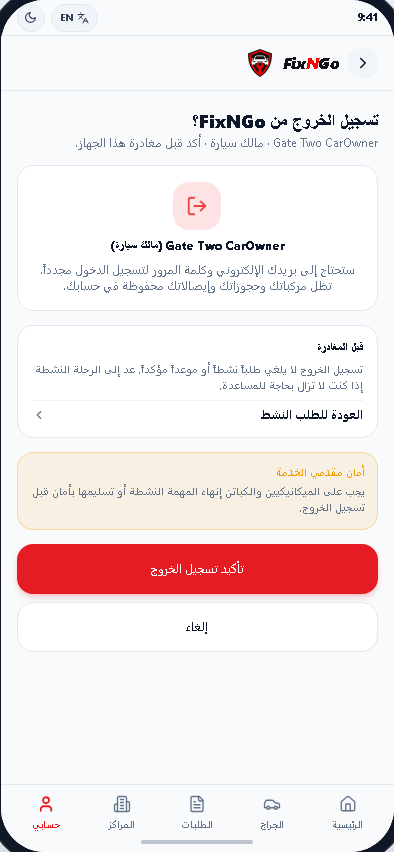 9:41
EN
FixNGo
تسجيل الخروج من FixNGo؟
Gate Two CarOwner · مالك سيارة · أكد قبل مغادرة هذا الجهاز.
Gate Two CarOwner (مالك سيارة)
ستحتاج إلى بريدك الإلكتروني وكلمة المرور لتسجيل الدخول مجدداً.
تظل مركباتك وحجوزاتك وإيصالاتك محفوظة في حسابك.
قبل المغادرة
تسجيل الخروج لا يلغي طلباً نشطاً أو موعداً مؤكداً. عد إلى الرحلة النشطة
إذا كنت لا تزال بحاجة للمساعدة.
العودة للطلب النشط
أمان مقدمي الخدمة
يجب على الميكانيكيين والكباتن إنهاء المهمة النشطة أو تسليمها بأمان قبل
تسجيل الخروج.
تأكيد تسجيل الخروج
إلغاء
الرئيسية
الجراج
الطلبات
المراكز
حسابي